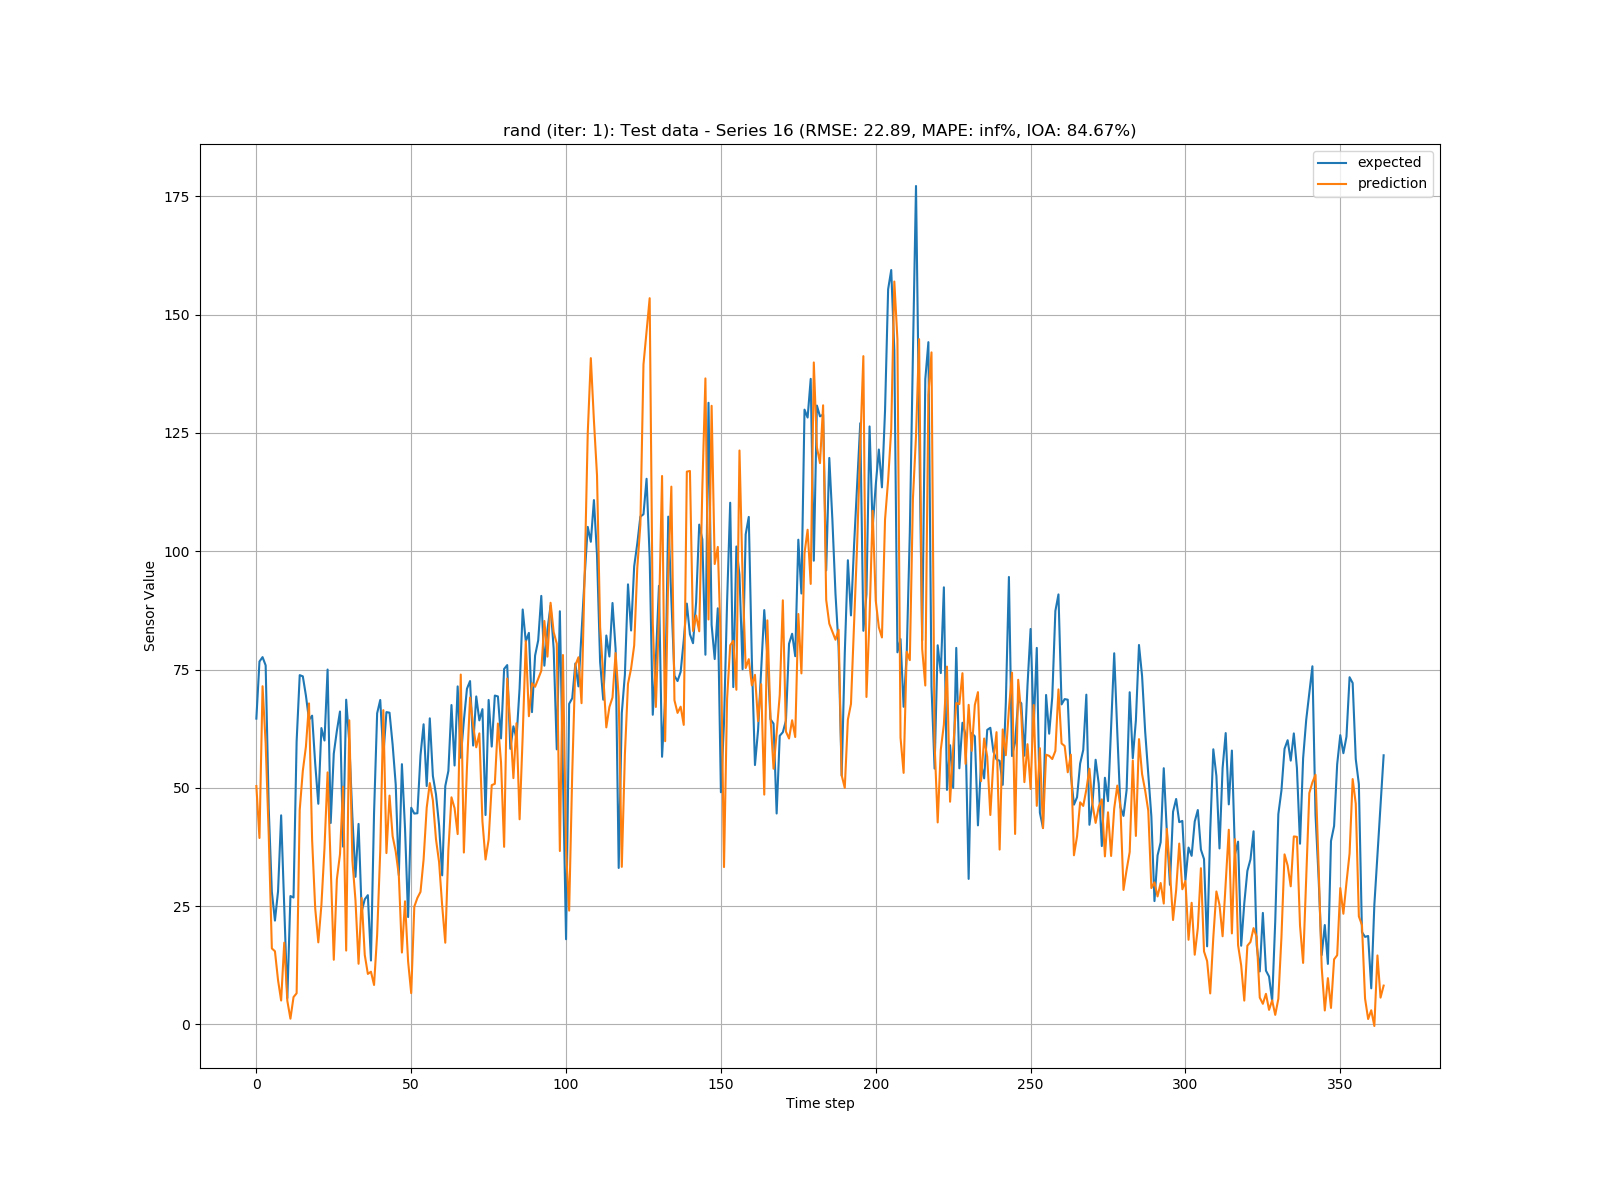 rand (iter: 1): Test data - Series 16 (RMSE: 22.89, MAPE: inf%, IOA: 84.67%)
expected
prediction
175
150
125
100
75
50
25
0
Sensor Value
0 50 100 150 200 250 300 350
Time step